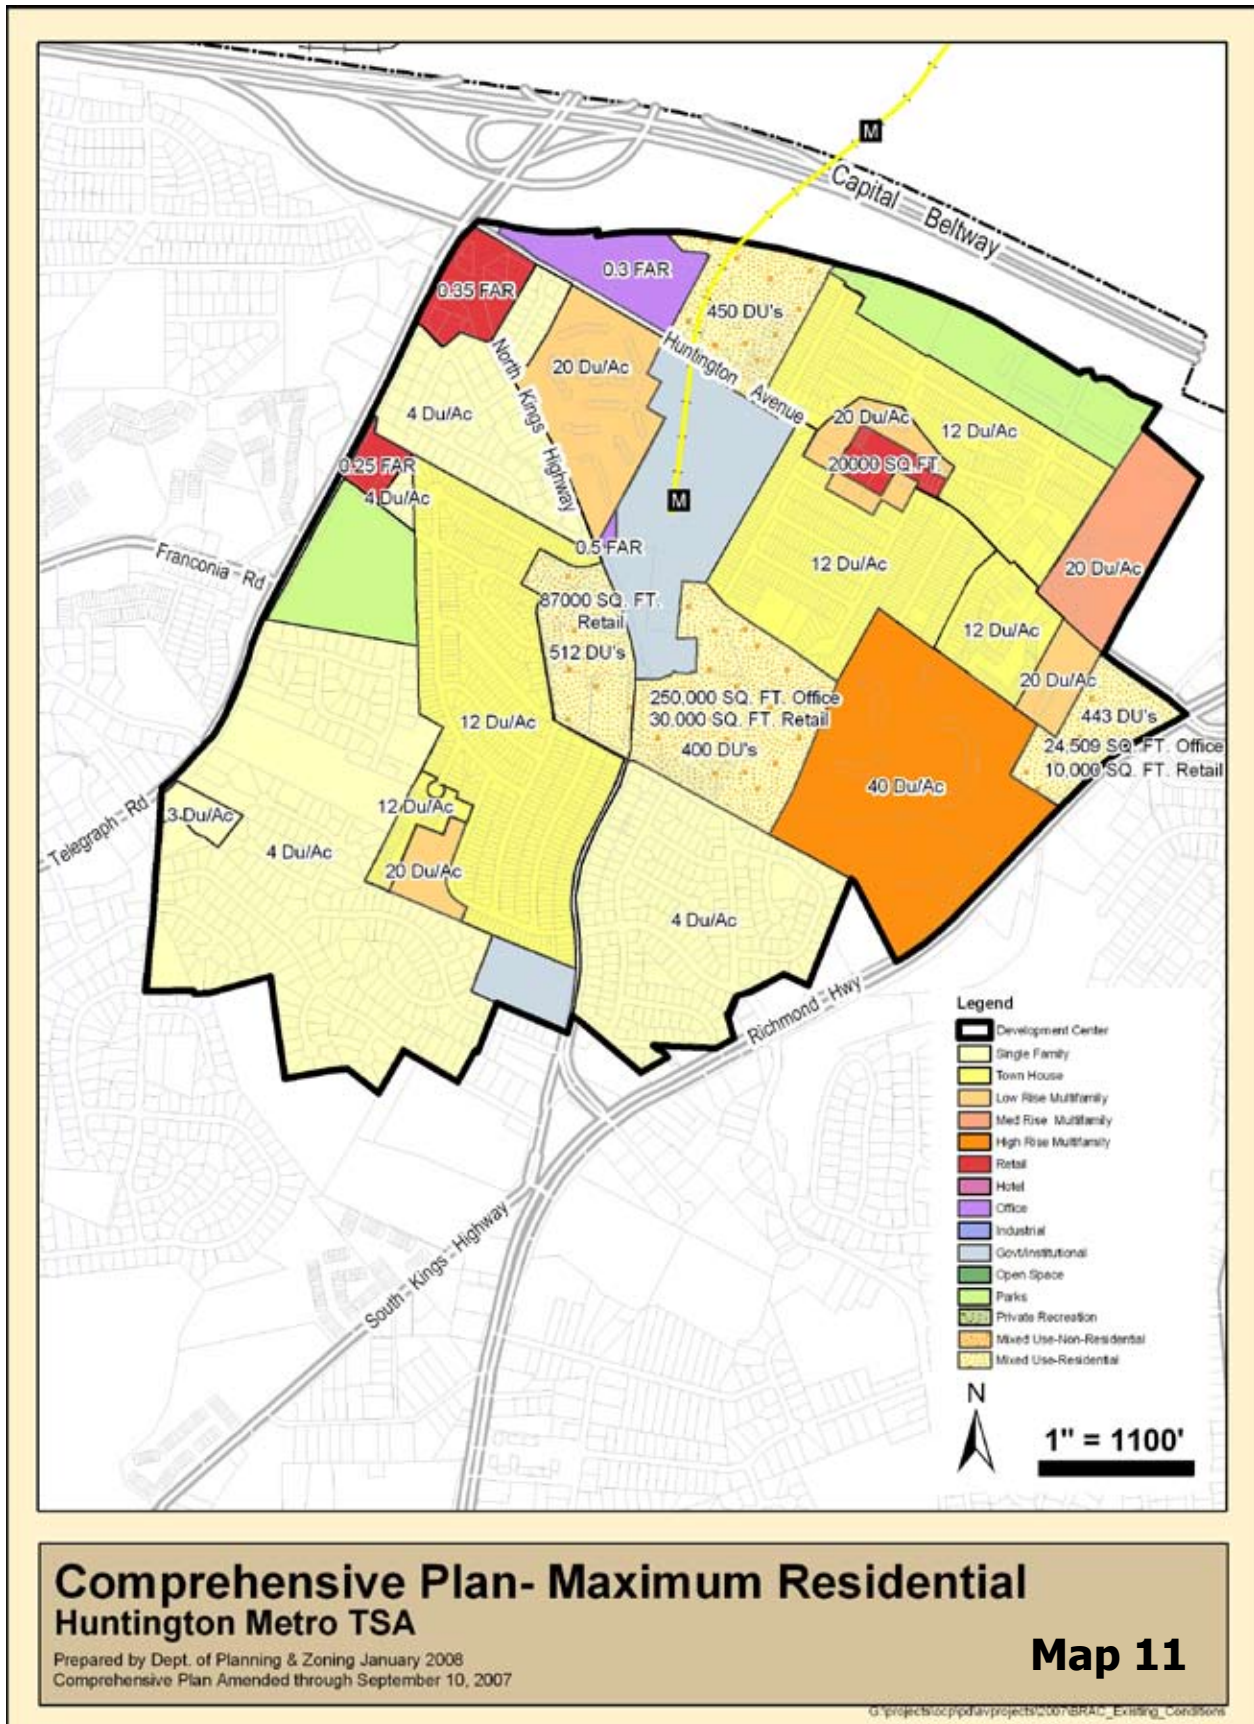 M
Capital Beltway
0.3 FAR
0.35 FAR
450 DU's
Huntington Avenue
North Kings Highway
20 Du/Ac
4 Du/Ac
20 Du/Ac
12 Du/Ac
0.25 FAR
20000 SQ.FT.
4 Du/Ac
M
0.5 FAR
Franconia Rd
12 Du/Ac
20 Du/Ac
87000 SQ. FT.
Retail
512 DU's
12 Du/Ac
20 Du/Ac
250,000 SQ. FT. Office
30,000 SQ. FT. Retail
400 DU's
443 DU's
24,509 SQ. FT. Office
10,000 SQ. FT. Retail
12 Du/Ac
40 Du/Ac
Telegraph Rd
3 Du/Ac
12 Du/Ac
4 Du/Ac
20 Du/Ac
4 Du/Ac
Richmond Hwy
South Kings Highway
Legend
Development Center
Single Family
Town House
Low Rise Multifamily
Med Rise Multifamily
High Rise Multifamily
Retail
Hotel
Office
Industrial
Govt/Institutional
Open Space
Parks
Private Recreation
Mixed Use-Non-Residential
Mixed Use-Residential
N
1" = 1100'
Comprehensive Plan- Maximum Residential
Huntington Metro TSA
Prepared by Dept. of Planning & Zoning January 2008
Comprehensive Plan Amended through September 10, 2007
Map 11
G:\projects\ocp\pd\avprojects\2007\BRAC_Existing_Conditions